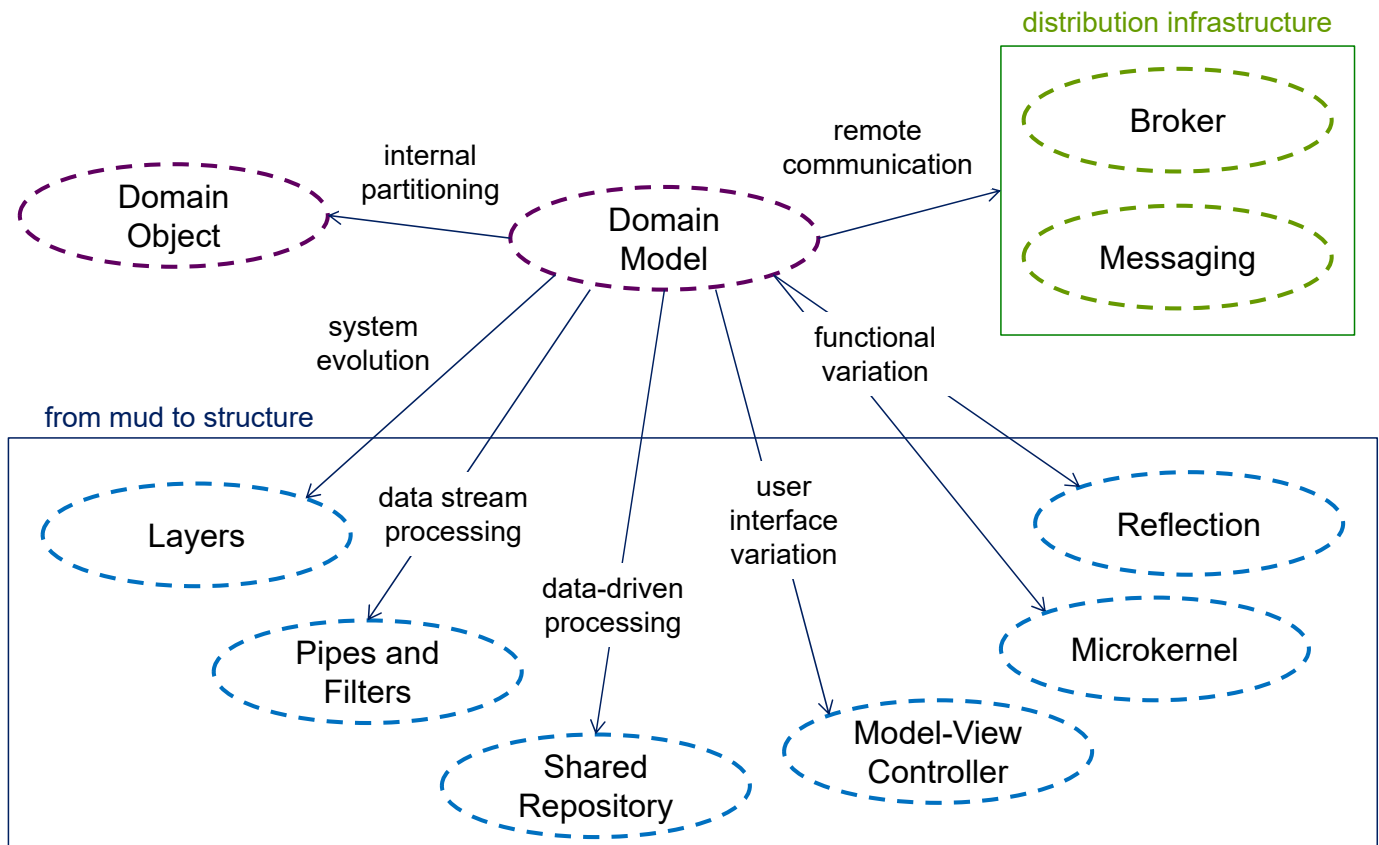 distribution infrastructure
Broker
remote
communication
internal
partitioning
Domain
Object
Domain
Model
Messaging
system
evolution
functional
variation
from mud to structure
data stream
processing
user
interface
variation
Layers
Reflection
data-driven
processing
Pipes and
Filters
Microkernel
Model-View
Controller
Shared
Repository